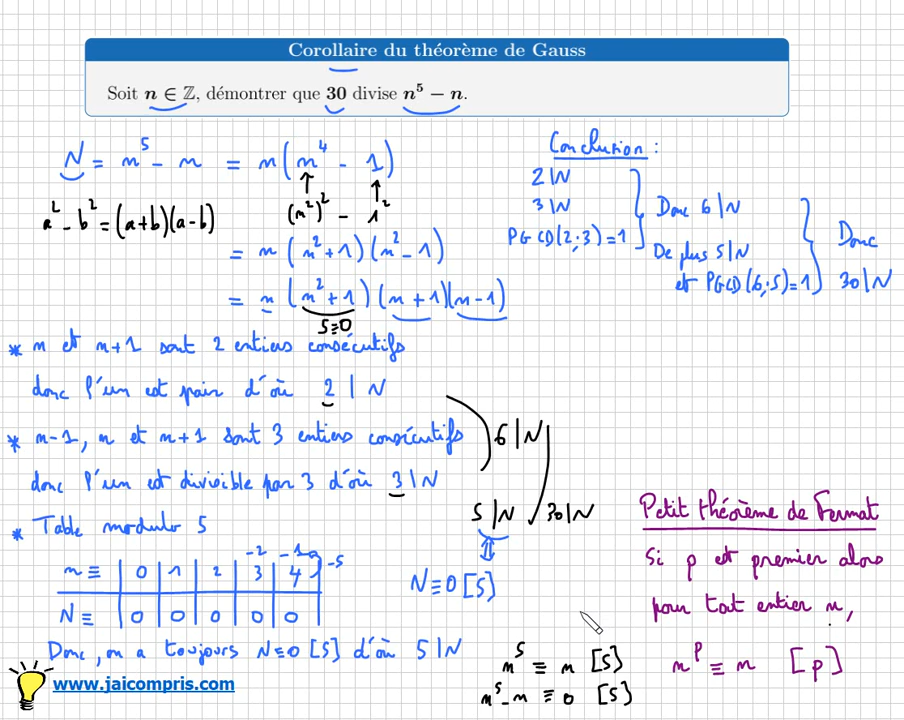 Corollaire du théorème de Gauss
Soit n ∈ ℤ, démontrer que 30 divise n⁵ − n.
N = n⁵ - n = n(n⁴ - 1)
a² - b² = (a+b)(a-b)
(n²)² - 1²
= n (n²+1)(n²-1)
= n (n²+1)(n+1)(n-1)
5≡0
* n et n+1 sont 2 entiers consécutifs
donc l'un est pair d'où 2 | N
* n-1, n et n+1 sont 3 entiers consécutifs
donc l'un est divisible par 3 d'où 3 | N
6 | N
5 | N
30 | N
* Table modulo 5
-2 -1 -5
n ≡ 0 1 2 3 4
N ≡ 0 0 0 0 0
N ≡ 0 [5]
Donc, on a toujours N≡0 [5] d'où 5 | N
n⁵ ≡ n [5]
n⁵ - n ≡ 0 [5]
Conclusion :
2 | N
3 | N
PGCD(2;3)=1
Donc 6 | N
De plus 5 | N
et PGCD(6;5)=1
Donc
30 | N
Petit théorème de Fermat
Si p est premier alors
pour tout entier n,
nᵖ ≡ n [p]
www.jaicompris.com